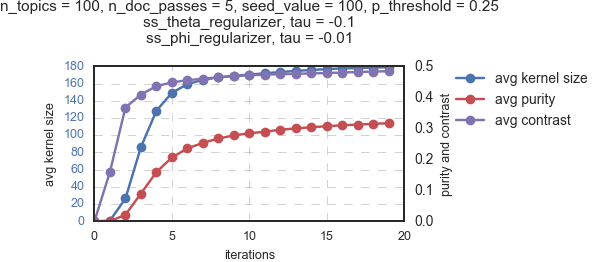 n_topics = 100, n_doc_passes = 5, seed_value = 100, p_threshold = 0.25
ss_theta_regularizer, tau = -0.1
ss_phi_regularizer, tau = -0.01
180
160
140
120
100
80
60
40
20
0
avg kernel size
0.5
0.4
0.3
0.2
0.1
0.0
purity and contrast
avg kernel size
avg purity
avg contrast
0 5 10 15 20
iterations